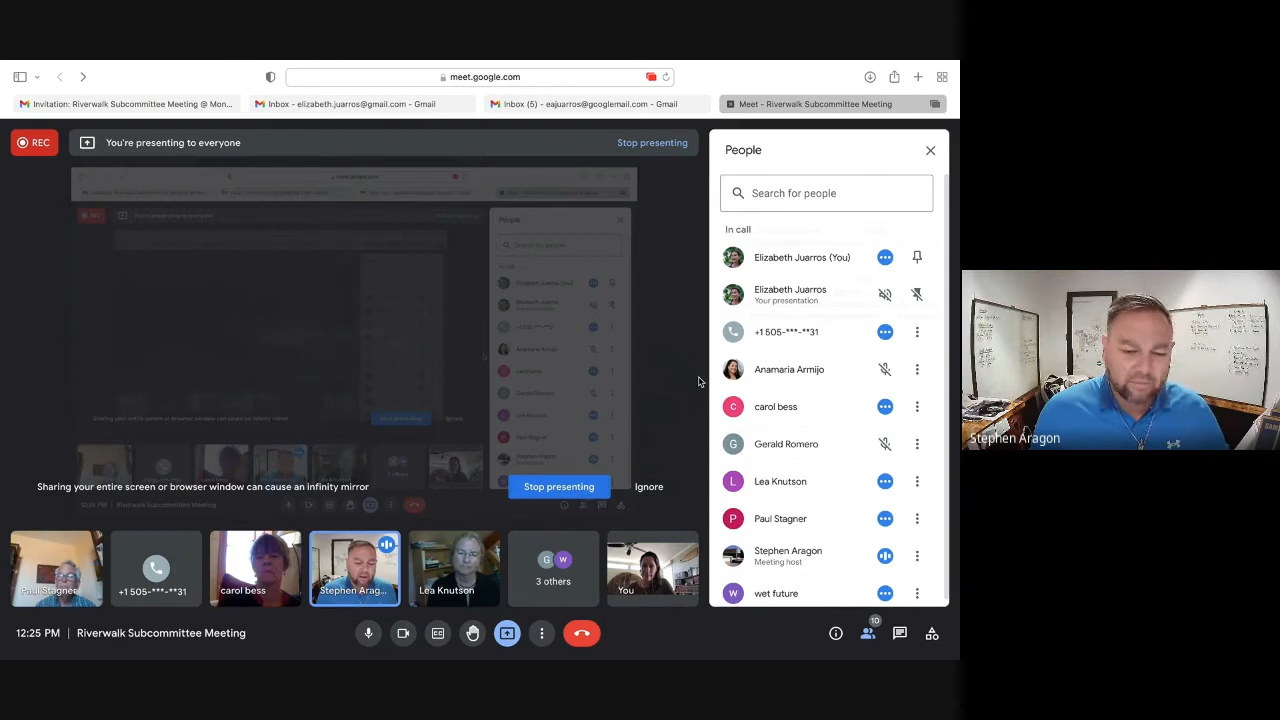 meet.google.com
Invitation: Riverwalk Subcommittee Meeting @ Mon...
Inbox - elizabeth.juarros@gmail.com - Gmail
Inbox (5) - eajuarros@googlemail.com - Gmail
Meet - Riverwalk Subcommittee Meeting
REC
You're presenting to everyone
Stop presenting
People
Search for people
In call
Elizabeth Juarros (You)
Elizabeth Juarros
Your presentation
+1 505-***-**31
Anamaria Armijo
C
carol bess
G
Gerald Romero
L
Lea Knutson
P
Paul Stagner
Stephen Aragon
Meeting host
W
wet future
Sharing your entire screen or browser window can cause an infinity mirror
Stop presenting
Ignore
Paul Stagner
+1 505-***-**31
carol bess
Stephen Arag...
Lea Knutson
G W
3 others
You
12:25 PM | Riverwalk Subcommittee Meeting
CC
10
Stephen Aragon